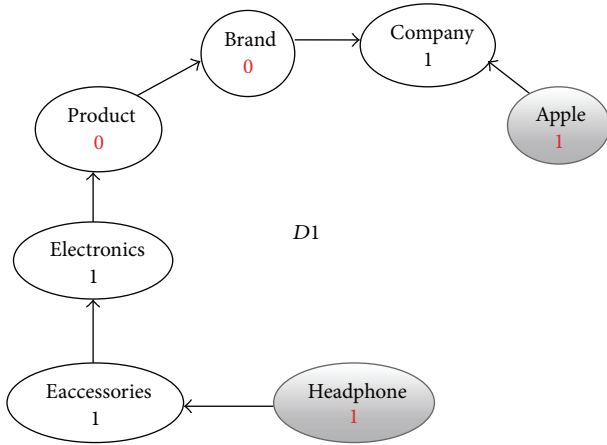 Brand
0
Company
1
Product
0
Apple
1
Electronics
1
D1
Eaccessories
1
Headphone
1